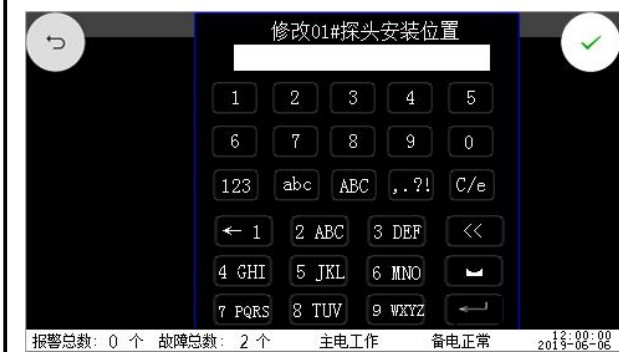 修改01#探头安装位置
1 2 3 4 5
6 7 8 9 0
123 abc ABC ,.?! C/e
← 1 2 ABC 3 DEF <<
4 GHI 5 JKL 6 MNO
7 PQRS 8 TUV 9 WXYZ
报警总数: 0 个 故障总数: 2 个 主电工作 备电正常 12:00:00
2019-06-06